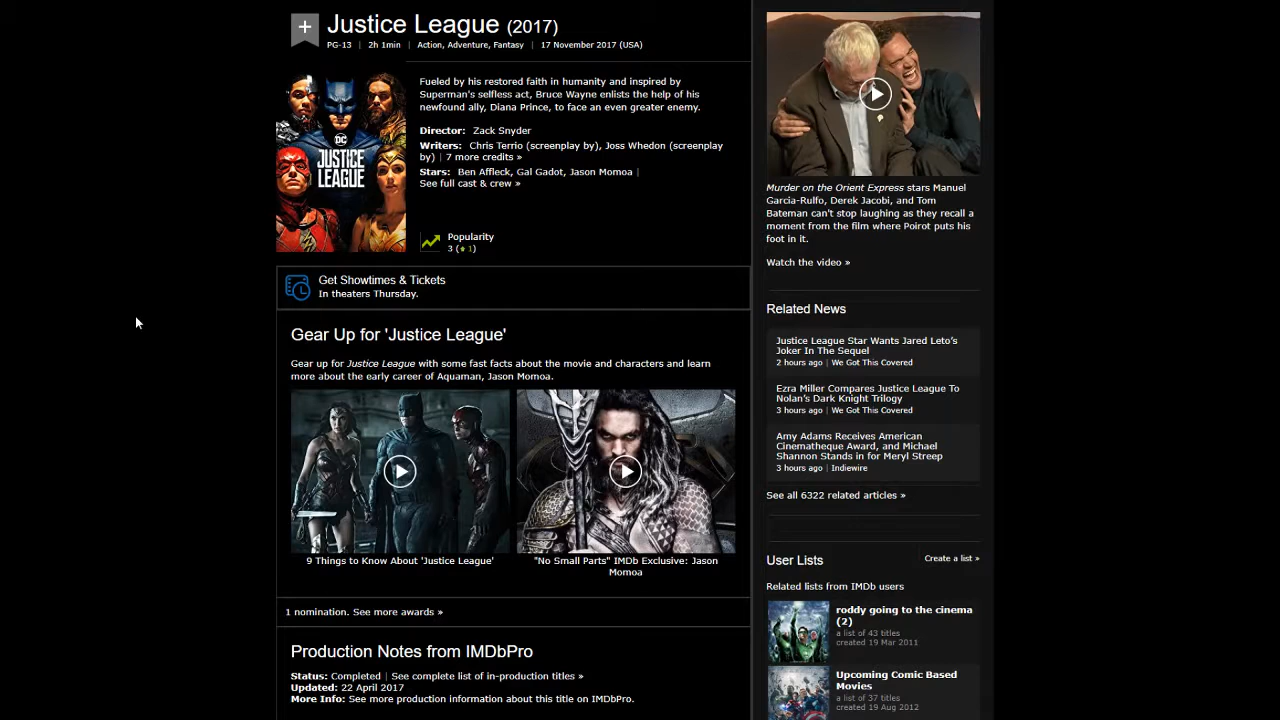 + Justice League (2017)
PG-13 | 2h 1min | Action, Adventure, Fantasy | 17 November 2017 (USA)
DC
JUSTICE
LEAGUE
Fueled by his restored faith in humanity and inspired by
Superman's selfless act, Bruce Wayne enlists the help of his
newfound ally, Diana Prince, to face an even greater enemy.
Director: Zack Snyder
Writers: Chris Terrio (screenplay by), Joss Whedon (screenplay
by) | 7 more credits »
Stars: Ben Affleck, Gal Gadot, Jason Momoa |
See full cast & crew »
Popularity
3 (1)
Get Showtimes & Tickets
In theaters Thursday.
Gear Up for 'Justice League'
Gear up for Justice League with some fast facts about the movie and characters and learn
more about the early career of Aquaman, Jason Momoa.
9 Things to Know About 'Justice League'
"No Small Parts" IMDb Exclusive: Jason
Momoa
1 nomination. See more awards »
Production Notes from IMDbPro
Status: Completed | See complete list of in-production titles »
Updated: 22 April 2017
More Info: See more production information about this title on IMDbPro.
Murder on the Orient Express stars Manuel
Garcia-Rulfo, Derek Jacobi, and Tom
Bateman can't stop laughing as they recall a
moment from the film where Poirot puts his
foot in it.
Watch the video »
Related News
Justice League Star Wants Jared Leto's
Joker In The Sequel
2 hours ago | We Got This Covered
Ezra Miller Compares Justice League To
Nolan's Dark Knight Trilogy
3 hours ago | We Got This Covered
Amy Adams Receives American
Cinematheque Award, and Michael
Shannon Stands in for Meryl Streep
3 hours ago | Indiewire
See all 6322 related articles »
User Lists
Create a list »
Related lists from IMDb users
roddy going to the cinema
(2)
a list of 43 titles
created 19 Mar 2011
Upcoming Comic Based
Movies
a list of 37 titles
created 19 Aug 2012